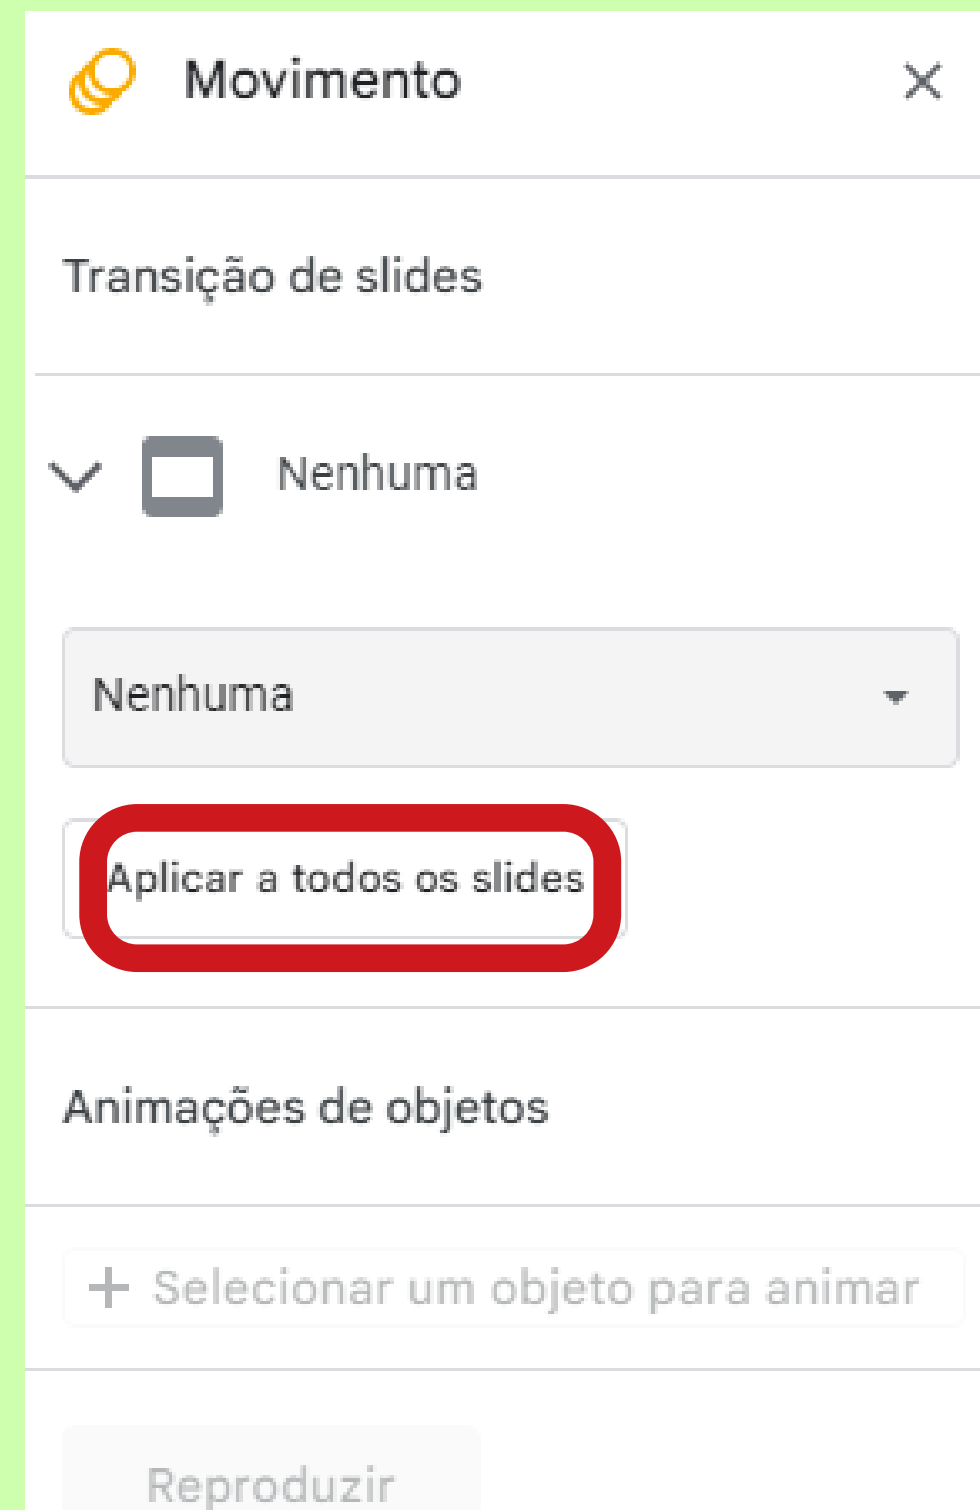 Movimento
Transição de slides
Nenhuma
Nenhuma
Aplicar a todos os slides
Animações de objetos
+ Selecionar um objeto para animar
Reproduzir